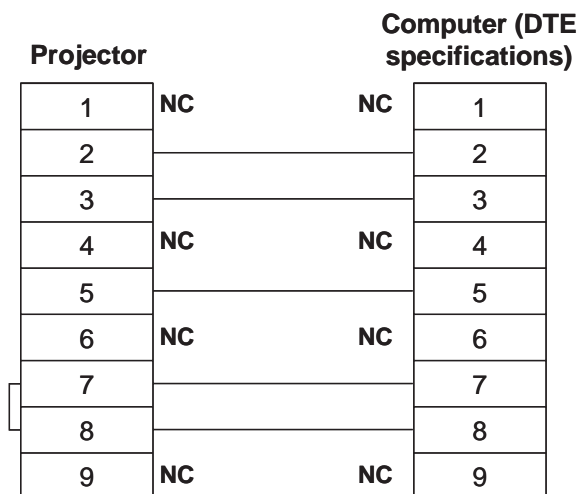 Computer (DTE
specifications)
Projector
1 NC NC 1
2 2
3 3
4 NC NC 4
5 5
6 NC NC 6
7 7
8 8
9 NC NC 9